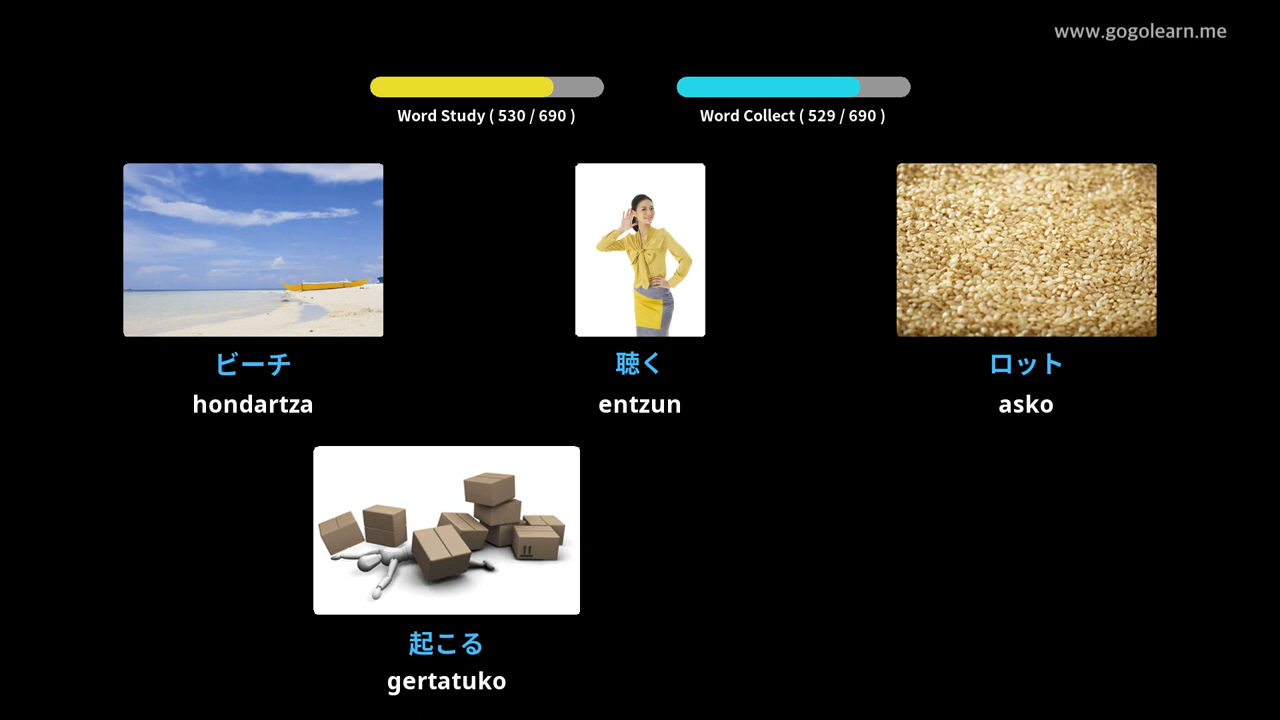 www.gogolearn.me
Word Study ( 530 / 690 )
Word Collect ( 529 / 690 )
ビーチ
hondartza
聴く
entzun
ロット
asko
起こる
gertatuko